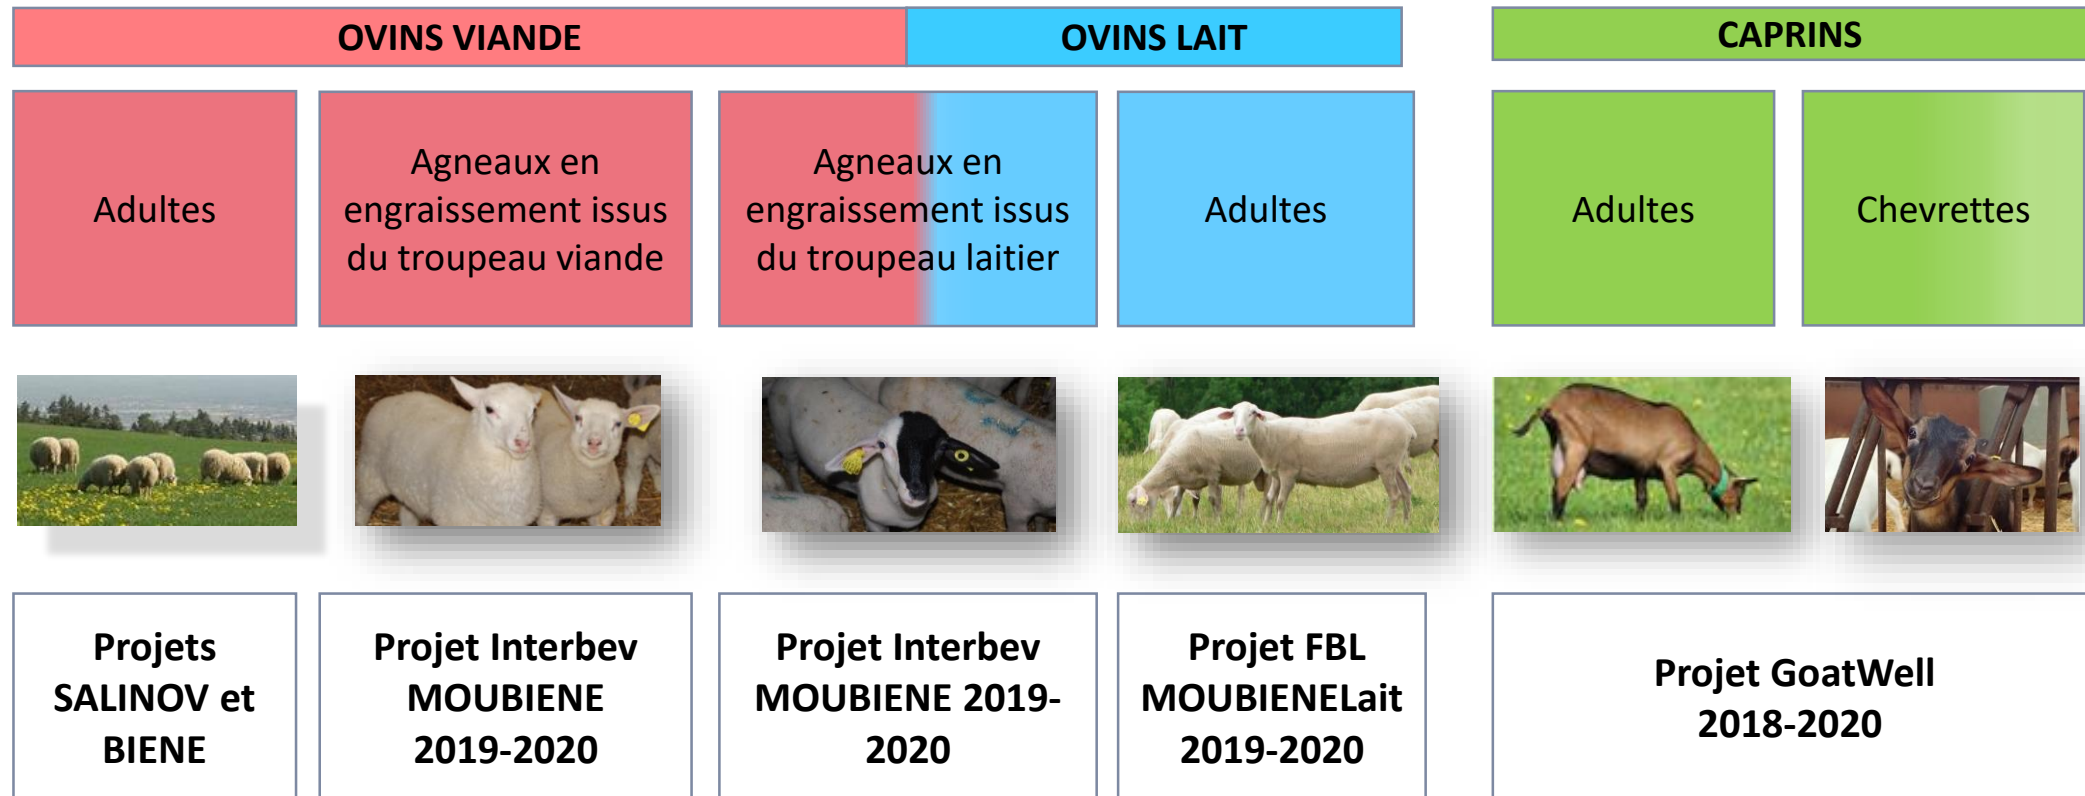 OVINS VIANDE
OVINS LAIT
CAPRINS
Adultes
Agneaux en
engraissement issus
du troupeau viande
Agneaux en
engraissement issus
du troupeau laitier
Adultes
Adultes
Chevrettes
Projets
SALINOV et
BIENE
Projet Interbev
MOUBIENE
2019-2020
Projet Interbev
MOUBIENE 2019-
2020
Projet FBL
MOUBIENELait
2019-2020
Projet GoatWell
2018-2020